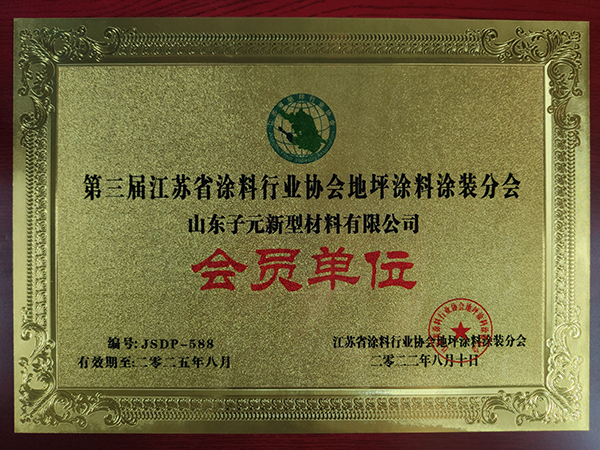 第三届江苏省涂料行业协会地坪涂料涂装分会
山东子元新型材料有限公司
会员单位
编号:JSDP-588
有效期至:二〇二五年八月
江苏省涂料行业协会地坪涂料涂装分会
二〇二二年八月十日